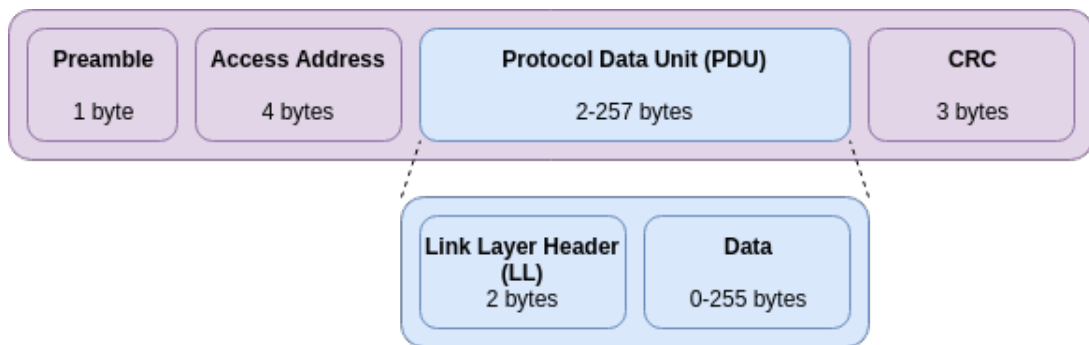 Preamble
1 byte
Access Address
4 bytes
Protocol Data Unit (PDU)
2-257 bytes
CRC
3 bytes
Link Layer Header
(LL)
2 bytes
Data
0-255 bytes